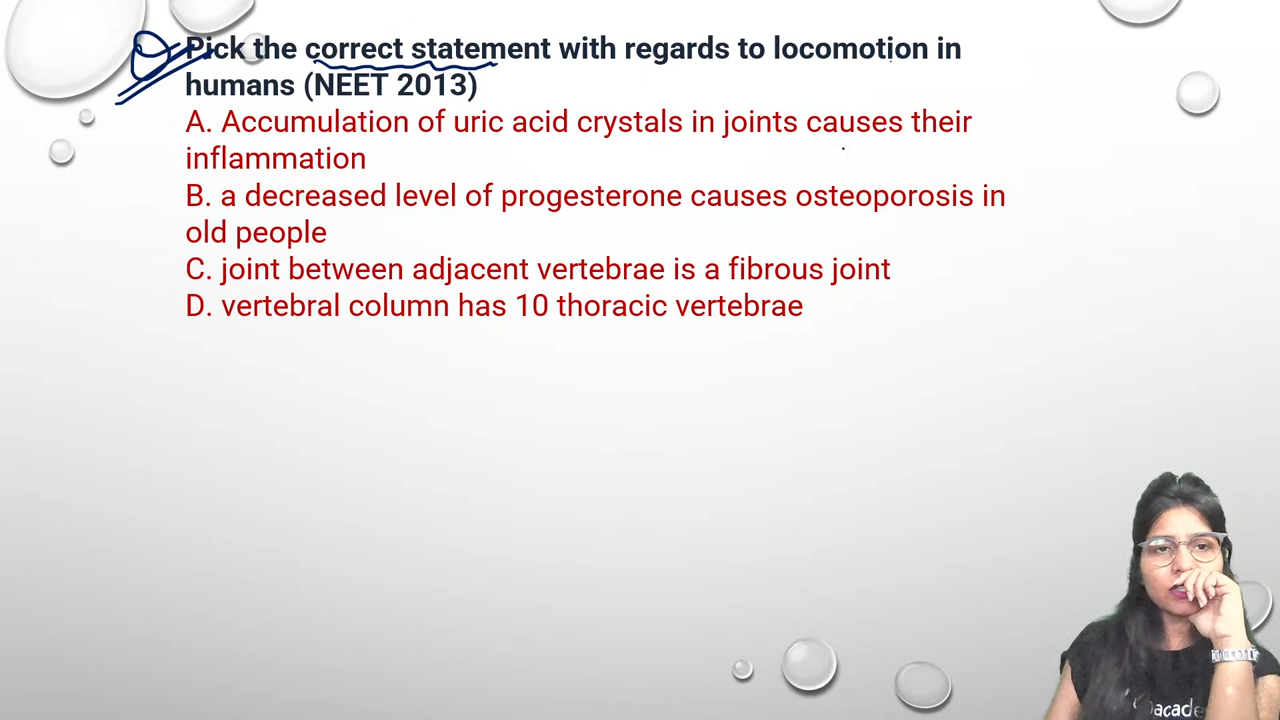 Pick the correct statement with regards to locomotion in
humans (NEET 2013)
A. Accumulation of uric acid crystals in joints causes their
inflammation
B. a decreased level of progesterone causes osteoporosis in
old people
C. joint between adjacent vertebrae is a fibrous joint
D. vertebral column has 10 thoracic vertebrae